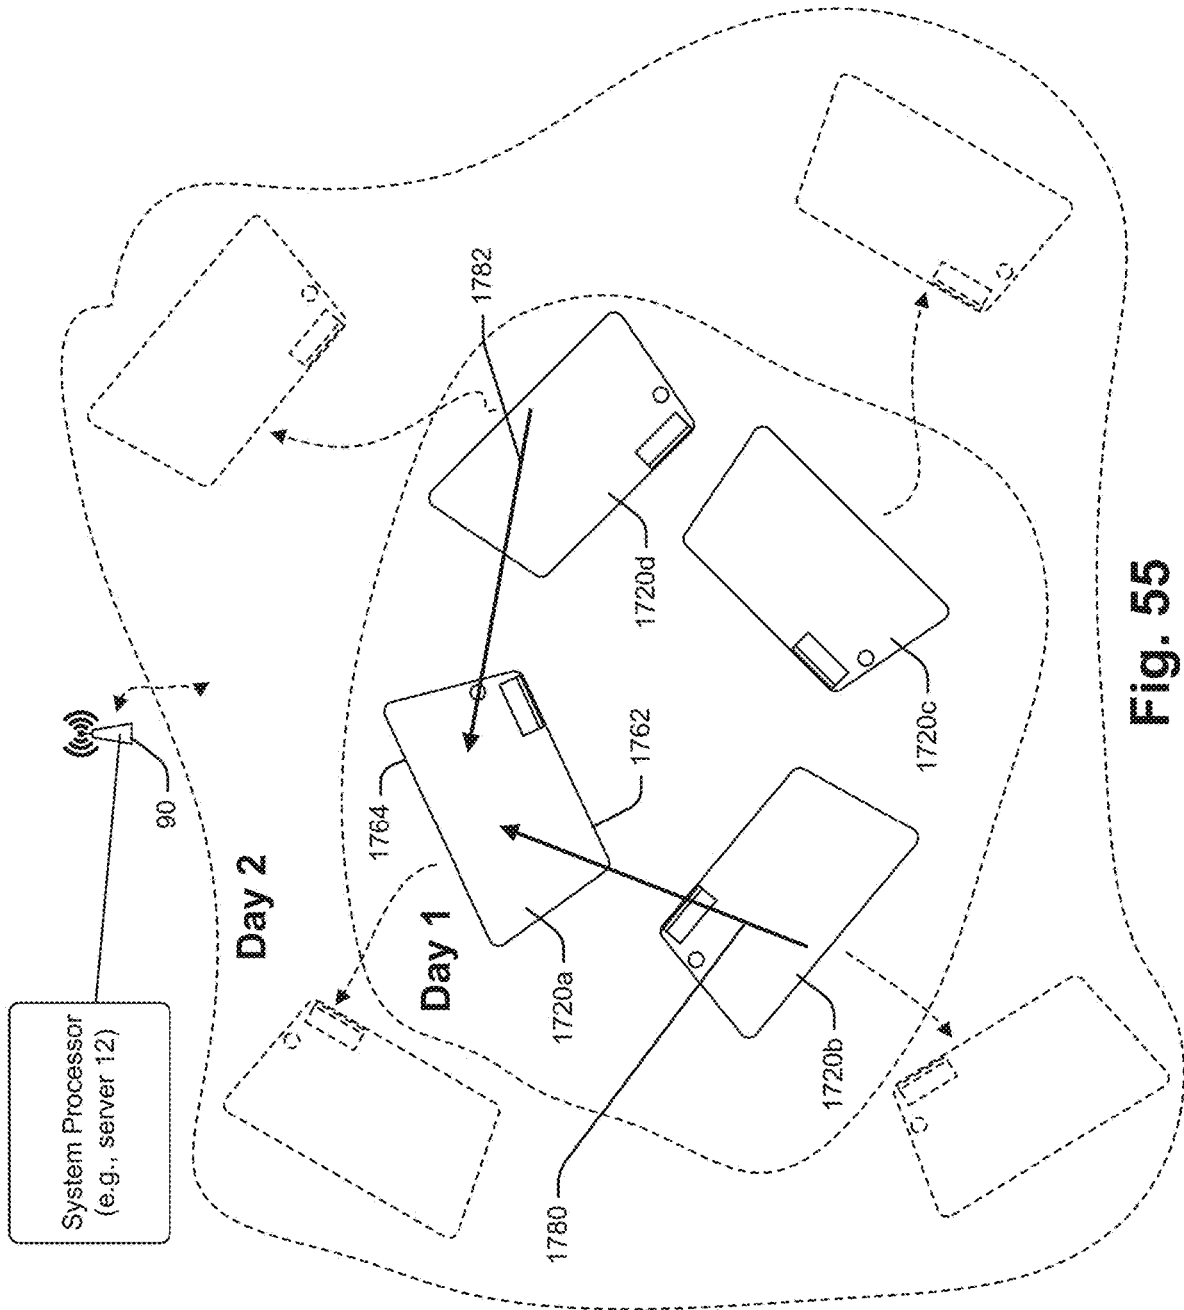 System Processor
(e.g., server 12)
90
Day 2
Day 1
1764
1782
1762
1720a
1720d
1720b
1720c
1780
Fig. 55